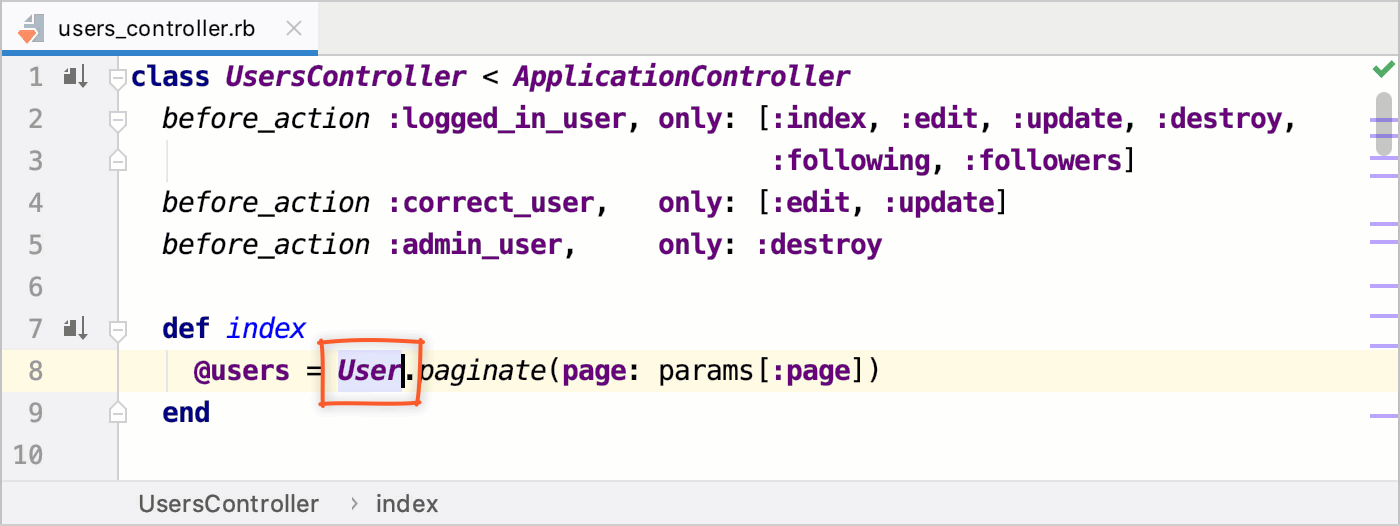 users_controller.rb
1 class UsersController < ApplicationController
2 before_action :logged_in_user, only: [:index, :edit, :update, :destroy,
3 :following, :followers]
4 before_action :correct_user,   only: [:edit, :update]
5 before_action :admin_user,     only: :destroy
6
7 def index
8 @users = User.paginate(page: params[:page])
9 end
10
UsersController › index